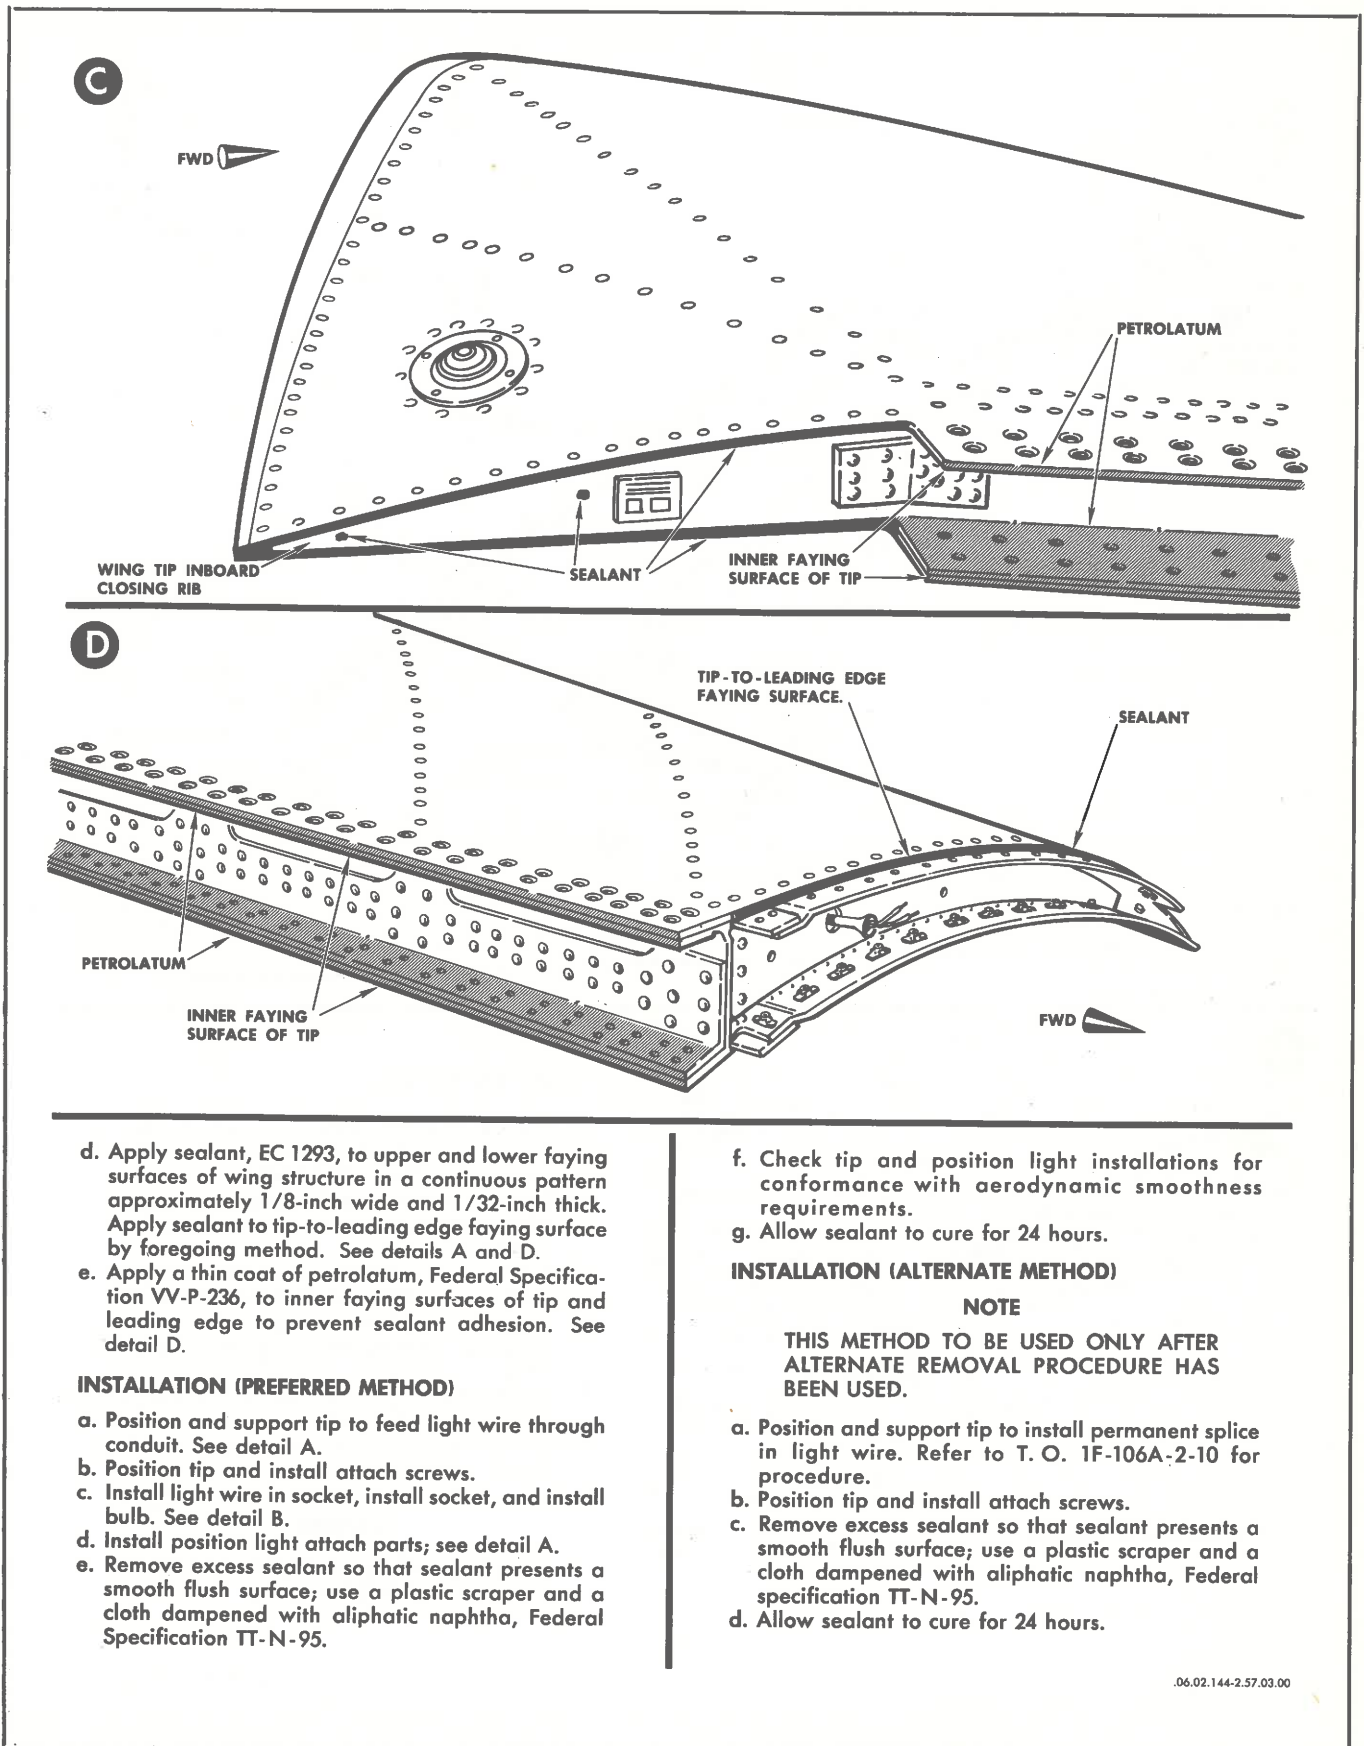 C
FWD
PETROLATUM
WING TIP INBOARD
CLOSING RIB
SEALANT
INNER FAYING
SURFACE OF TIP
D
TIP-TO-LEADING EDGE
FAYING SURFACE.
SEALANT
PETROLATUM
INNER FAYING
SURFACE OF TIP
FWD
d. Apply sealant, EC 1293, to upper and lower faying
surfaces of wing structure in a continuous pattern
approximately 1/8-inch wide and 1/32-inch thick.
Apply sealant to tip-to-leading edge faying surface
by foregoing method. See details A and D.
e. Apply a thin coat of petrolatum, Federal Specifica-
tion VV-P-236, to inner faying surfaces of tip and
leading edge to prevent sealant adhesion. See
detail D.
INSTALLATION (PREFERRED METHOD)
a. Position and support tip to feed light wire through
conduit. See detail A.
b. Position tip and install attach screws.
c. Install light wire in socket, install socket, and install
bulb. See detail B.
d. Install position light attach parts; see detail A.
e. Remove excess sealant so that sealant presents a
smooth flush surface; use a plastic scraper and a
cloth dampened with aliphatic naphtha, Federal
Specification TT-N-95.
f. Check tip and position light installations for
conformance with aerodynamic smoothness
requirements.
g. Allow sealant to cure for 24 hours.
INSTALLATION (ALTERNATE METHOD)
NOTE
THIS METHOD TO BE USED ONLY AFTER
ALTERNATE REMOVAL PROCEDURE HAS
BEEN USED.
a. Position and support tip to install permanent splice
in light wire. Refer to T. O. 1F-106A-2-10 for
procedure.
b. Position tip and install attach screws.
c. Remove excess sealant so that sealant presents a
smooth flush surface; use a plastic scraper and a
cloth dampened with aliphatic naphtha, Federal
specification TT-N-95.
d. Allow sealant to cure for 24 hours.
.06.02.144-2.57.03.00